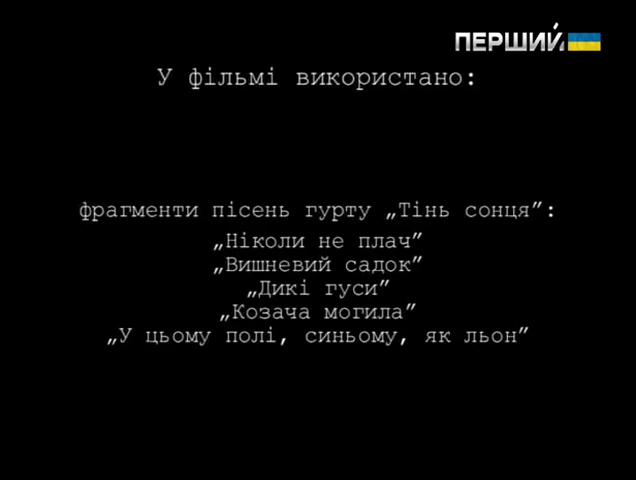 ПЕРШИЙ
У фільмі використано:
фрагменти пісень гурту „Тінь сонця”:
„Ніколи не плач”
„Вишневий садок”
„Дикі гуси”
„Козача могила”
„У цьому полі, синьому, як льон”